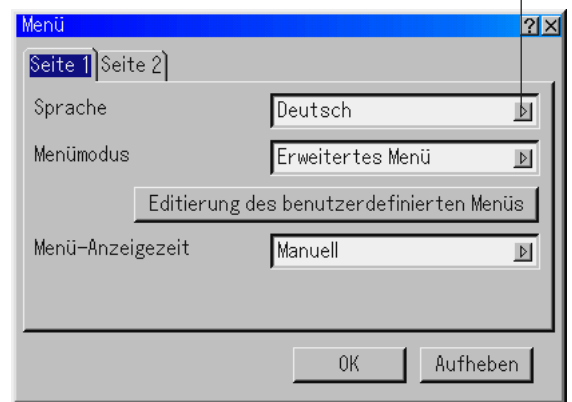 Menü
Seite 1 Seite 2
Sprache Deutsch
Menümodus Erweitertes Menü
Editierung des benutzerdefinierten Menüs
Menü-Anzeigezeit Manuell
OK Aufheben